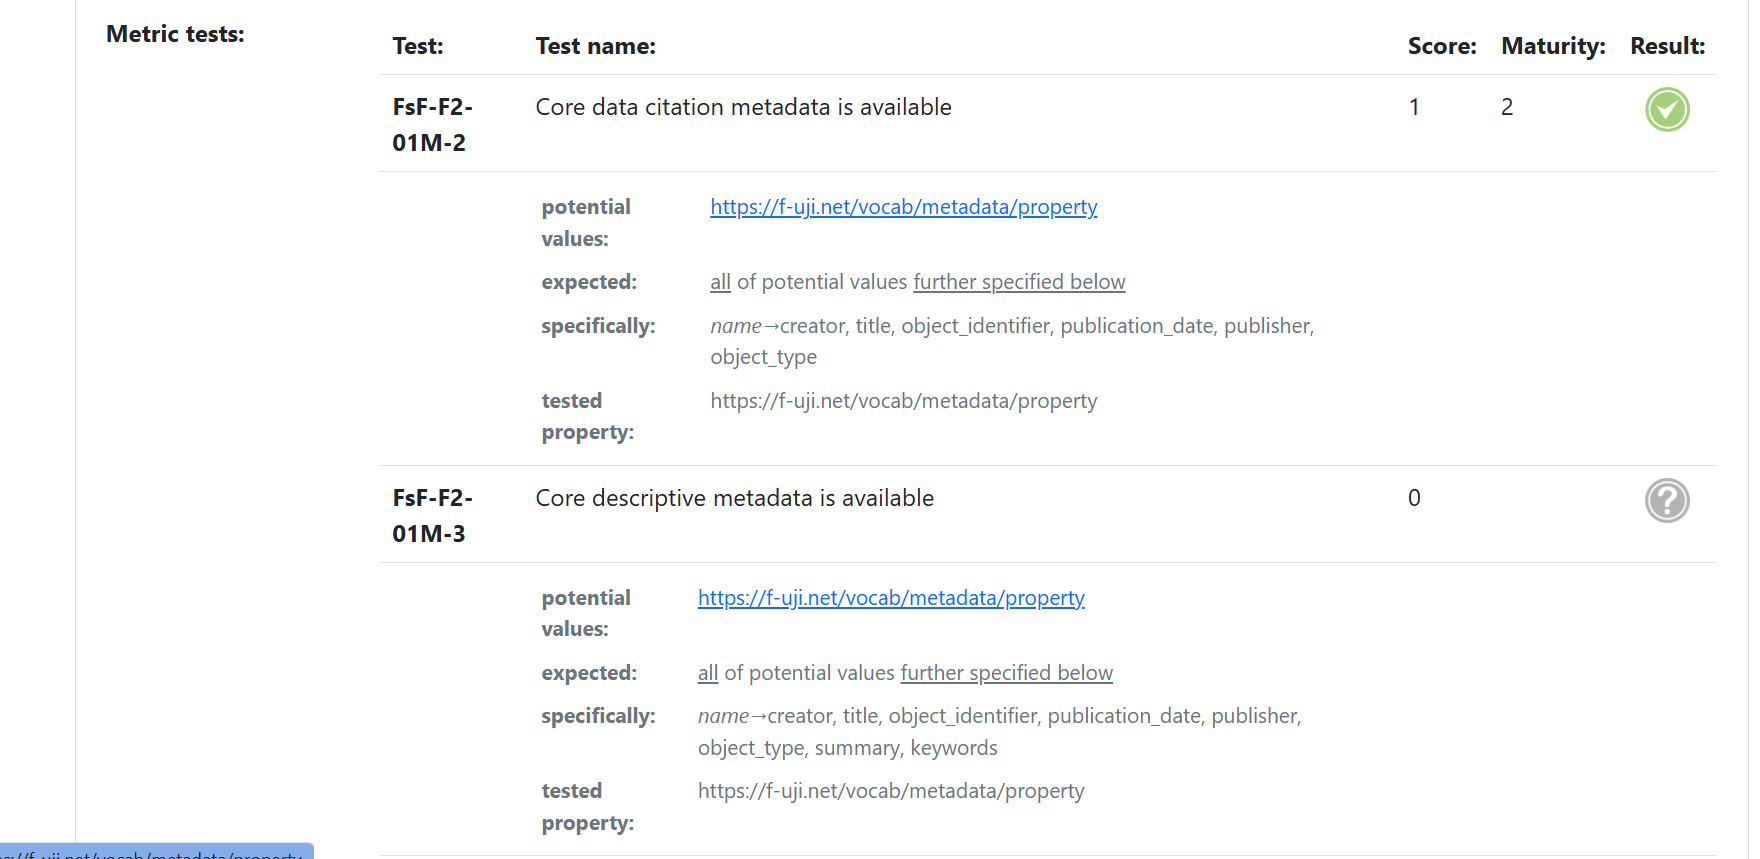 Metric tests:
Test: Test name: Score: Maturity: Result:
FsF-F2- Core data citation metadata is available 1 2
01M-2
potential https://f-uji.net/vocab/metadata/property
values:
expected: all of potential values further specified below
specifically: name→creator, title, object_identifier, publication_date, publisher,
object_type
tested https://f-uji.net/vocab/metadata/property
property:
FsF-F2- Core descriptive metadata is available 0
01M-3
potential https://f-uji.net/vocab/metadata/property
values:
expected: all of potential values further specified below
specifically: name→creator, title, object_identifier, publication_date, publisher,
object_type, summary, keywords
tested https://f-uji.net/vocab/metadata/property
property:
s://f-uji.net/vocab/metadata/property